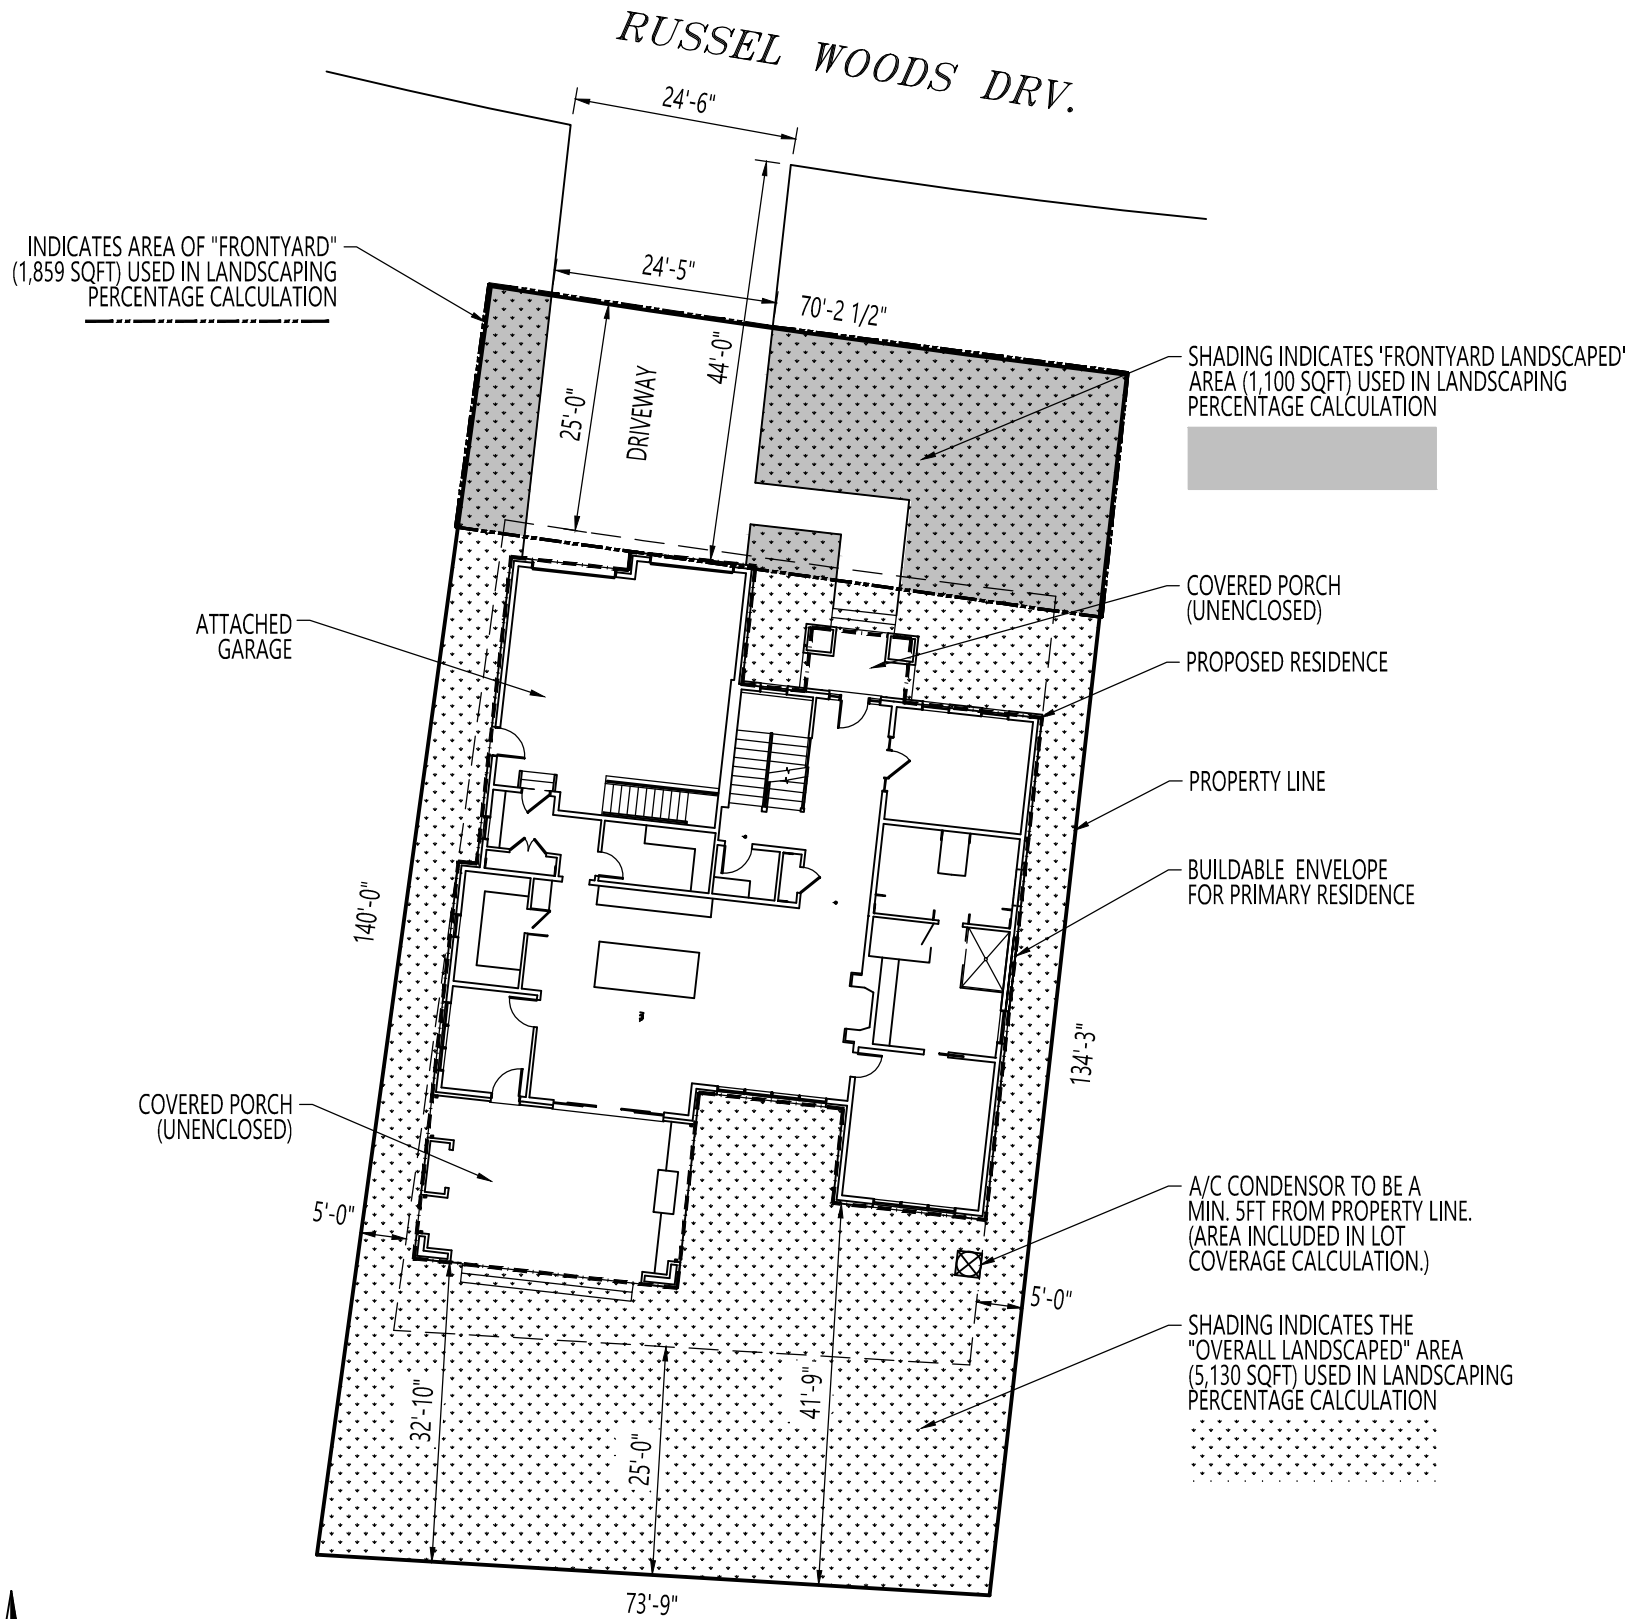 RUSSEL WOODS DRV.
24'-6"
INDICATES AREA OF "FRONTYARD"
(1,859 SQFT) USED IN LANDSCAPING
PERCENTAGE CALCULATION
24'-5"
70'-2 1/2"
44'-0"
25'-0"
DRIVEWAY
SHADING INDICATES 'FRONTYARD LANDSCAPED'
AREA (1,100 SQFT) USED IN LANDSCAPING
PERCENTAGE CALCULATION
COVERED PORCH
(UNENCLOSED)
ATTACHED
GARAGE
PROPOSED RESIDENCE
PROPERTY LINE
BUILDABLE ENVELOPE
FOR PRIMARY RESIDENCE
140'-0"
134'-3"
COVERED PORCH
(UNENCLOSED)
A/C CONDENSOR TO BE A
MIN. 5FT FROM PROPERTY LINE.
(AREA INCLUDED IN LOT
COVERAGE CALCULATION.)
5'-0"
5'-0"
SHADING INDICATES THE
"OVERALL LANDSCAPED" AREA
(5,130 SQFT) USED IN LANDSCAPING
PERCENTAGE CALCULATION
32'-10"
25'-0"
41'-9"
73'-9"